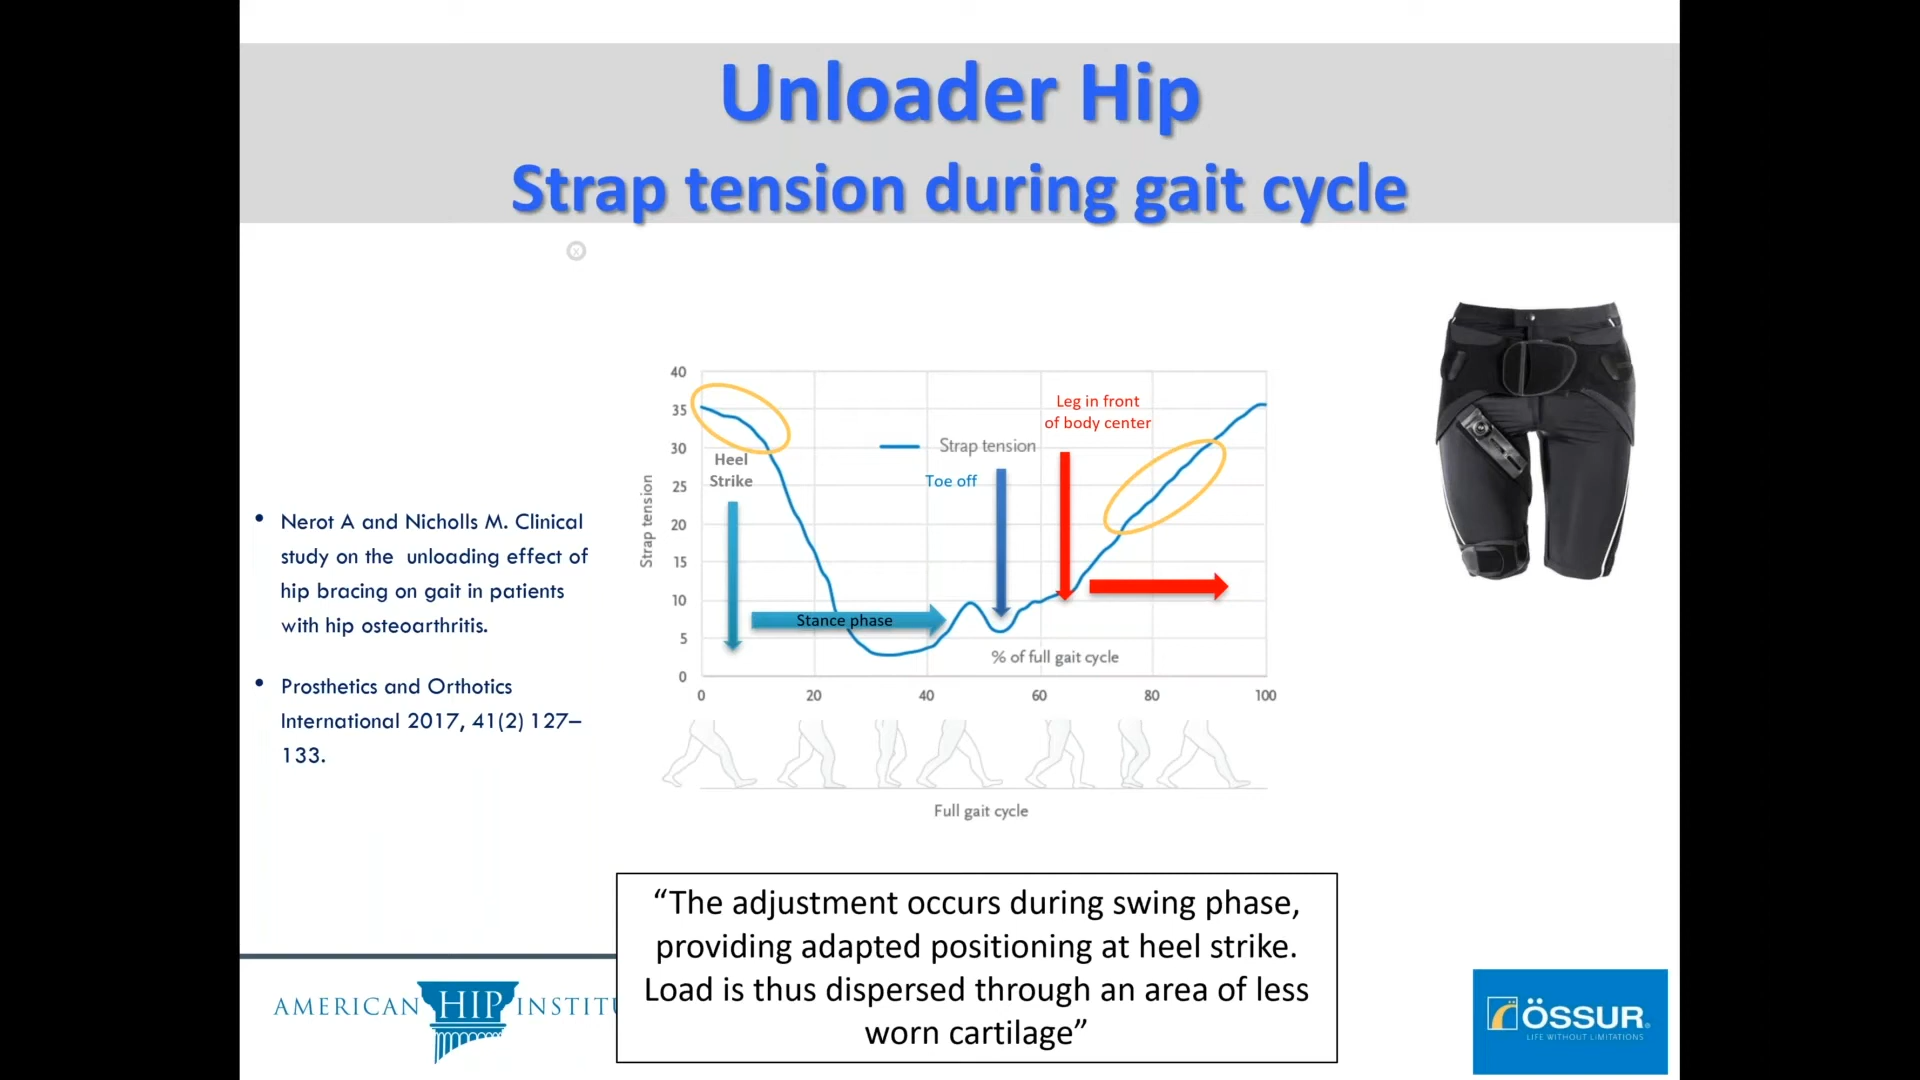 Unloader Hip
Strap tension during gait cycle
x
• Nerot A and Nicholls M. Clinical
study on the unloading effect of
hip bracing on gait in patients
with hip osteoarthritis.
• Prosthetics and Orthotics
International 2017, 41(2) 127–
133.
Strap tension
40
35
30
25
20
15
10
5
0
Heel
Strike
Stance phase
Strap tension
Toe off
Leg in front
of body center
% of full gait cycle
0 20 40 60 80 100
Full gait cycle
“The adjustment occurs during swing phase,
providing adapted positioning at heel strike.
Load is thus dispersed through an area of less
worn cartilage”
AMERICAN HIP INSTITU
ÖSSUR.
LIFE WITHOUT LIMITATIONS